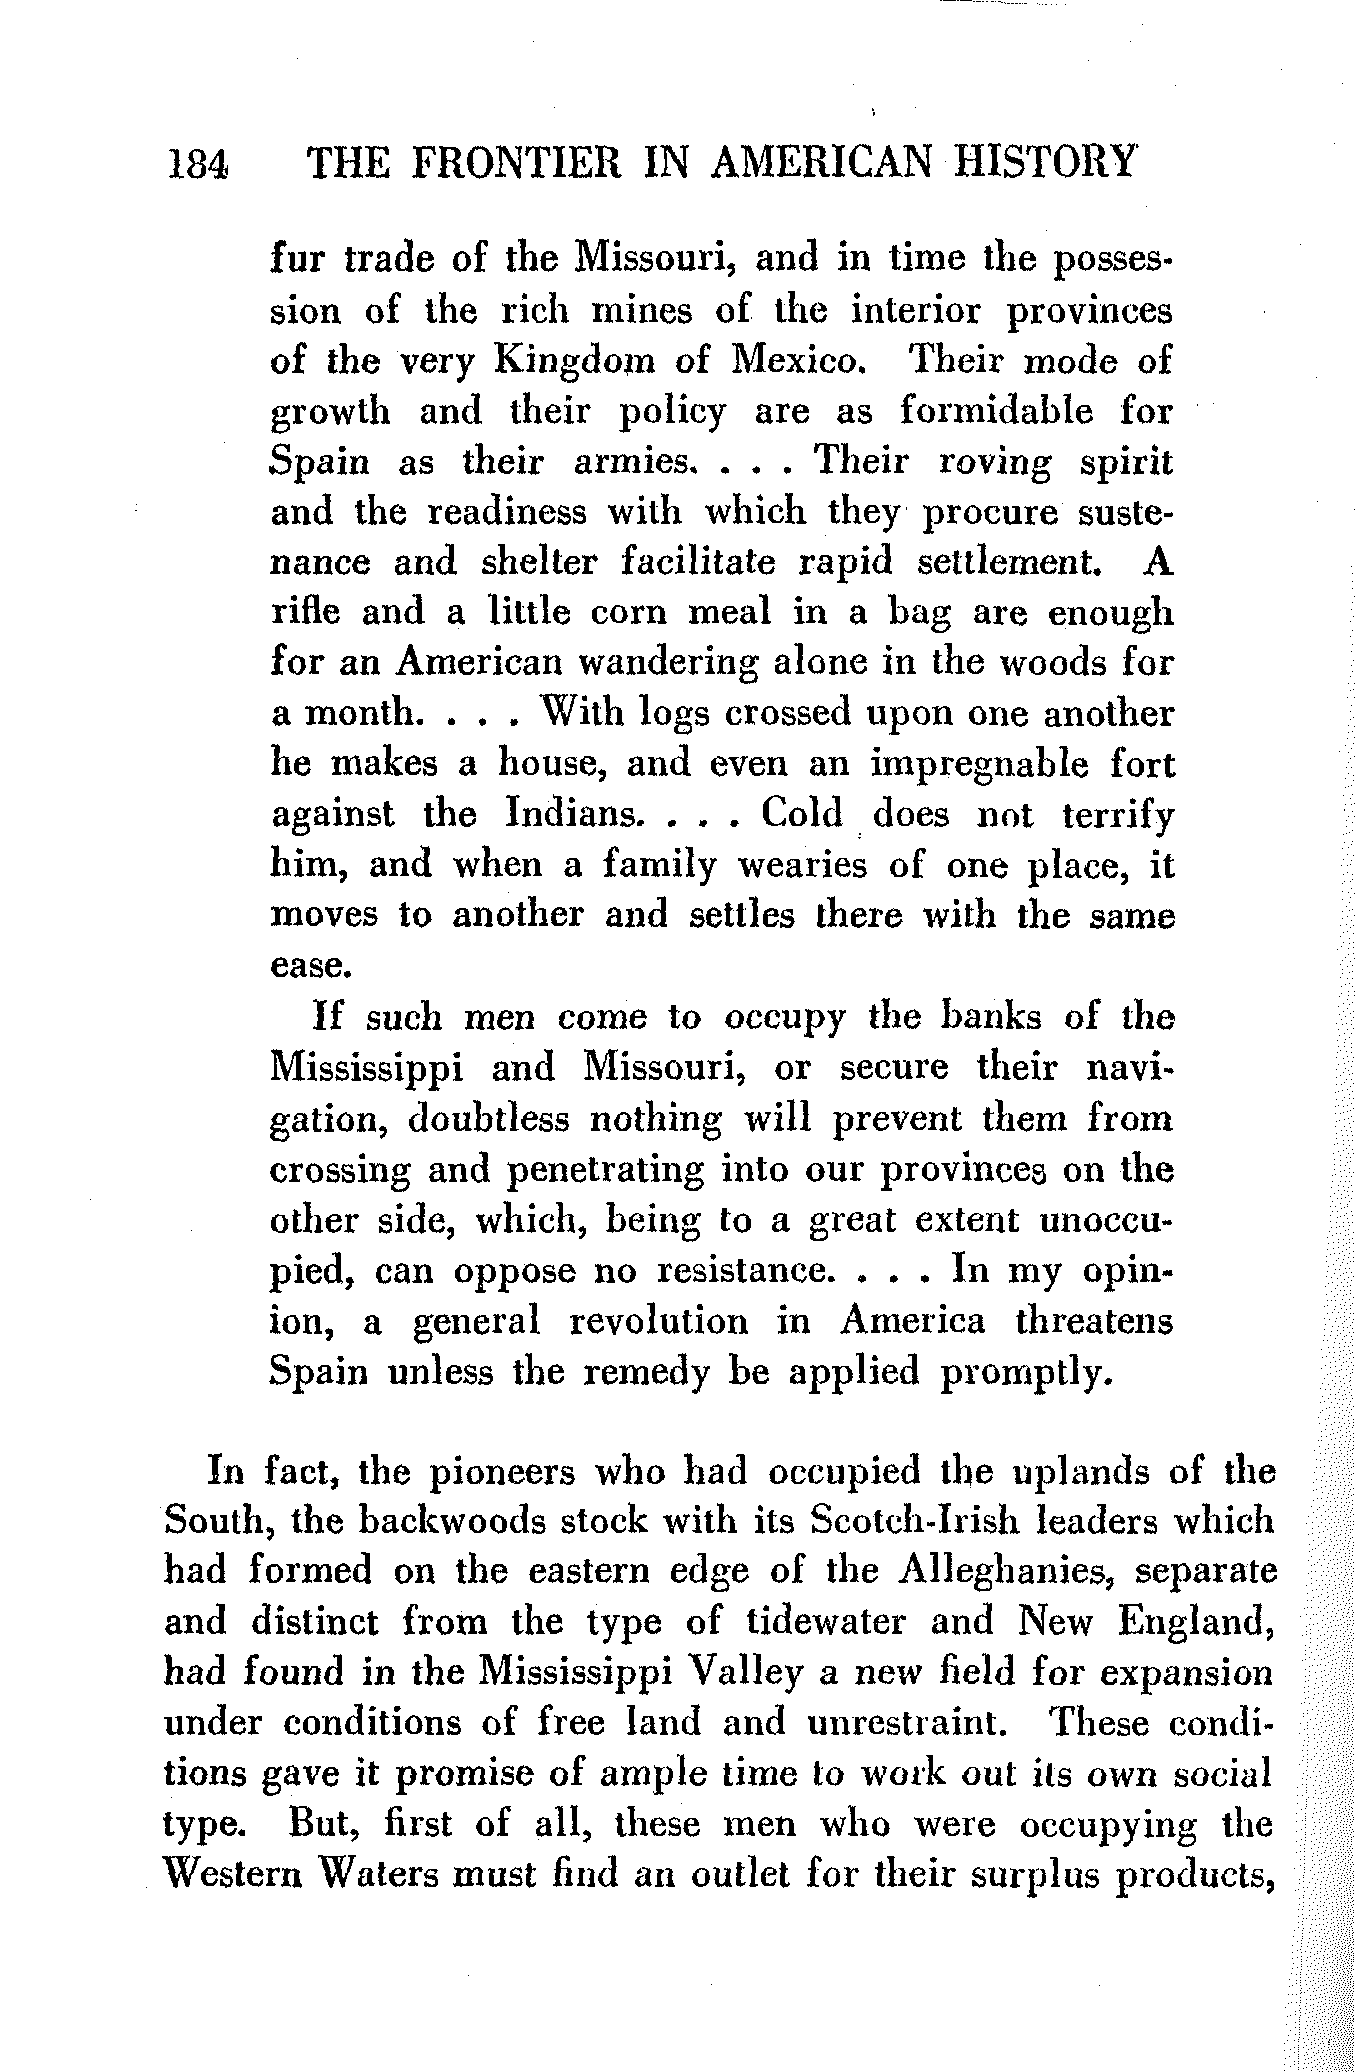 184 THE FRONTIER IN AMERICAN HISTORY
fur trade of the Missouri, and in time the posses-
sion of the rich mines of the interior provinces
of the very Kingdom of Mexico. Their mode of
growth and their policy are as formidable for
Spain as their armies. . . . Their roving spirit
and the readiness with which they procure suste-
nance and shelter facilitate rapid settlement. A
rifle and a little corn meal in a bag are enough
for an American wandering alone in the woods for
a month. . . . With logs crossed upon one another
he makes a house, and even an impregnable fort
against the Indians. . . . Cold does not terrify
him, and when a family wearies of one place, it
moves to another and settles there with the same
ease.
If such men come to occupy the banks of the
Mississippi and Missouri, or secure their navi-
gation, doubtless nothing will prevent them from
crossing and penetrating into our provinces on the
other side, which, being to a great extent unoccu-
pied, can oppose no resistance. . . . In my opin-
ion, a general revolution in America threatens
Spain unless the remedy be applied promptly.
In fact, the pioneers who had occupied the uplands of the
South, the backwoods stock with its Scotch-Irish leaders which
had formed on the eastern edge of the Alleghanies, separate
and distinct from the type of tidewater and New England,
had found in the Mississippi Valley a new field for expansion
under conditions of free land and unrestraint. These condi-
tions gave it promise of ample time to work out its own social
type. But, first of all, these men who were occupying the
Western Waters must find an outlet for their surplus products,